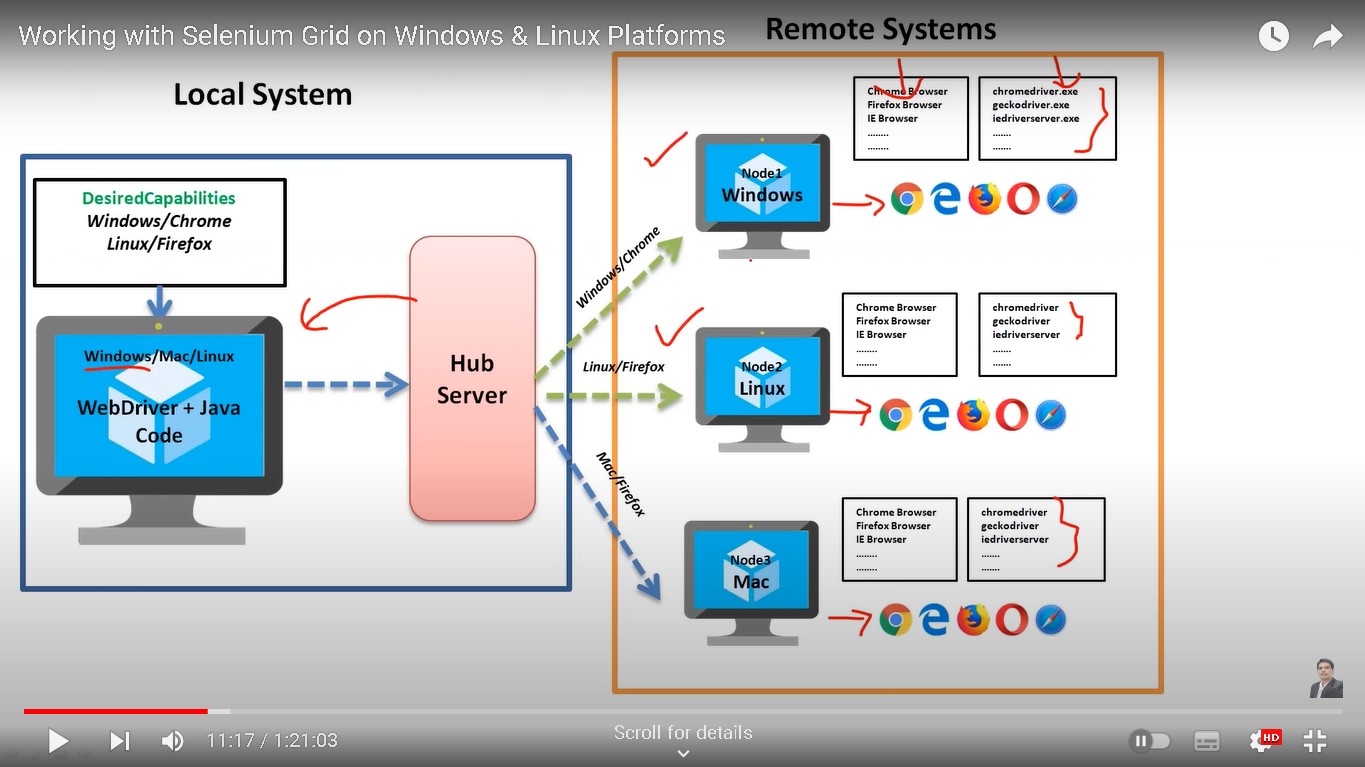 Working with Selenium Grid on Windows & Linux Platforms
Remote Systems
Local System
DesiredCapabilities
Windows/Chrome
Linux/Firefox
Windows/Mac/Linux
WebDriver + Java
Code
Hub
Server
Windows/Chrome
Linux/Firefox
Mac/Firefox
Node1
Windows
Chrome Browser
Firefox Browser
IE Browser
........
........
chromedriver.exe
geckodriver.exe
iedriverserver.exe
.......
.......
Node2
Linux
Chrome Browser
Firefox Browser
IE Browser
........
........
chromedriver
geckodriver
iedriverserver
.......
.......
Node3
Mac
Chrome Browser
Firefox Browser
IE Browser
........
........
chromedriver
geckodriver
iedriverserver
.......
.......
11:17 / 1:21:03
Scroll for details
HD